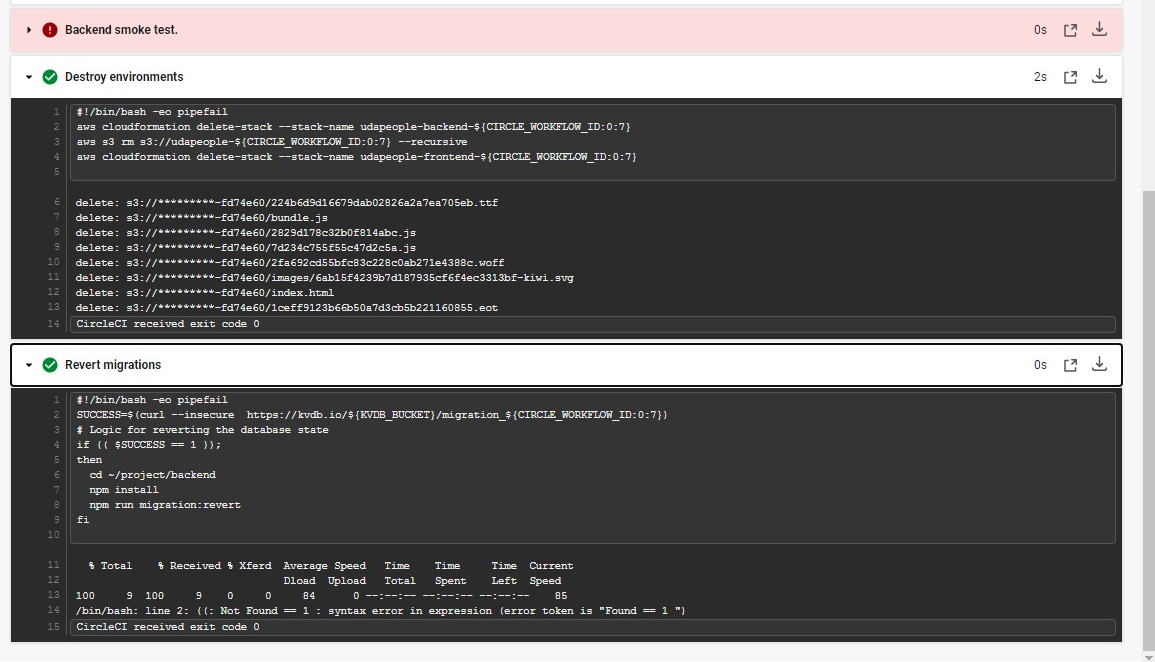 Backend smoke test. 0s
Destroy environments 2s
1 #!/bin/bash -eo pipefail
2 aws cloudformation delete-stack --stack-name udapeople-backend-${CIRCLE_WORKFLOW_ID:0:7}
3 aws s3 rm s3://udapeople-${CIRCLE_WORKFLOW_ID:0:7} --recursive
4 aws cloudformation delete-stack --stack-name udapeople-frontend-${CIRCLE_WORKFLOW_ID:0:7}
5
6 delete: s3://*********-fd74e60/224b6d9d16679dab02826a2a7ea705eb.ttf
7 delete: s3://*********-fd74e60/bundle.js
8 delete: s3://*********-fd74e60/2829d178c32b0f814abc.js
9 delete: s3://*********-fd74e60/7d234c755f55c47d2c5a.js
10 delete: s3://*********-fd74e60/2fa692cd55bfc83c228c0ab271e4388c.woff
11 delete: s3://*********-fd74e60/images/6ab15f4239b7d187935cf6f4ec3313bf-kiwi.svg
12 delete: s3://*********-fd74e60/index.html
13 delete: s3://*********-fd74e60/1ceff9123b66b50a7d3cb5b221160855.eot
14 CircleCI received exit code 0
Revert migrations 0s
1 #!/bin/bash -eo pipefail
2 SUCCESS=$(curl --insecure  https://kvdb.io/${KVDB_BUCKET}/migration_${CIRCLE_WORKFLOW_ID:0:7})
3 # Logic for reverting the database state
4 if (( $SUCCESS == 1 ));
5 then
6   cd ~/project/backend
7   npm install
8   npm run migration:revert
9 fi
10
11   % Total    % Received % Xferd  Average Speed   Time    Time     Time  Current
12                                  Dload  Upload   Total   Spent    Left  Speed
13 100     9  100     9    0     0     84      0 --:--:-- --:--:-- --:--:--    85
14 /bin/bash: line 2: ((: Not Found == 1 : syntax error in expression (error token is "Found == 1 ")
15 CircleCI received exit code 0